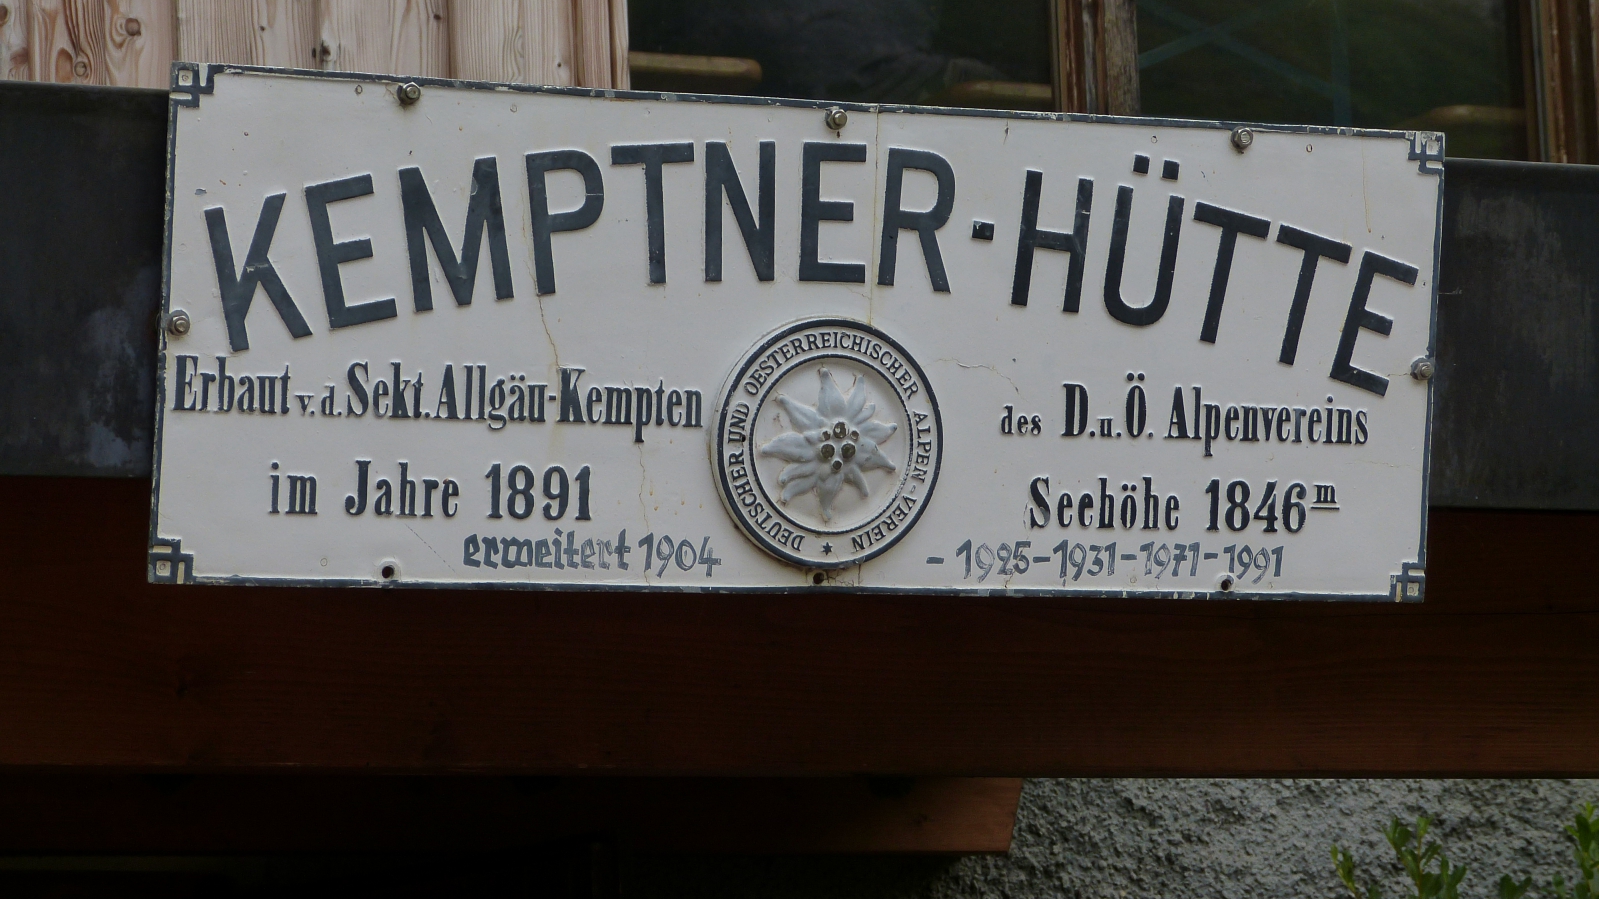 KEMPTNER-HÜTTE
Erbaut v. d. Sekt. Allgäu-Kempten
des D. u. Ö. Alpenvereins
im Jahre 1891
Seehöhe 1846 m
erweitert 1904
- 1925 - 1931 - 1971 - 1991
DEUTSCHER UND OESTERREICHISCHER ALPEN-VEREIN